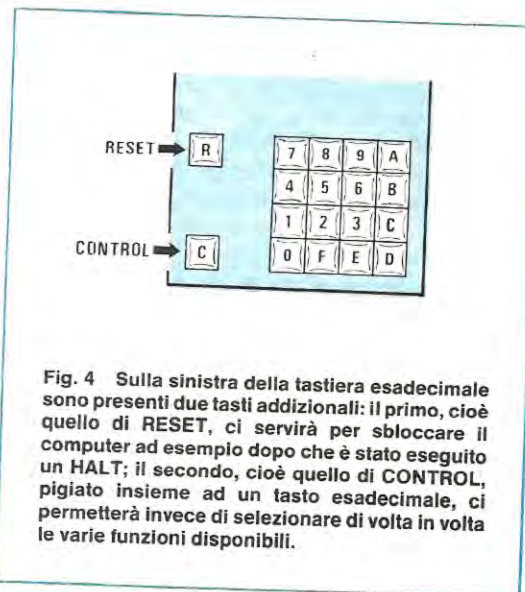 RESET R 7 8 9 A
4 5 6 B
1 2 3 C
CONTROL C 0 F E D
Fig. 4 Sulla sinistra della tastiera esadecimale
sono presenti due tasti addizionali: il primo, cioè
quello di RESET, ci servirà per sbloccare il
computer ad esempio dopo che è stato eseguito
un HALT; il secondo, cioè quello di CONTROL,
pigiato insieme ad un tasto esadecimale, ci
permetterà invece di selezionare di volta in volta
le varie funzioni disponibili.